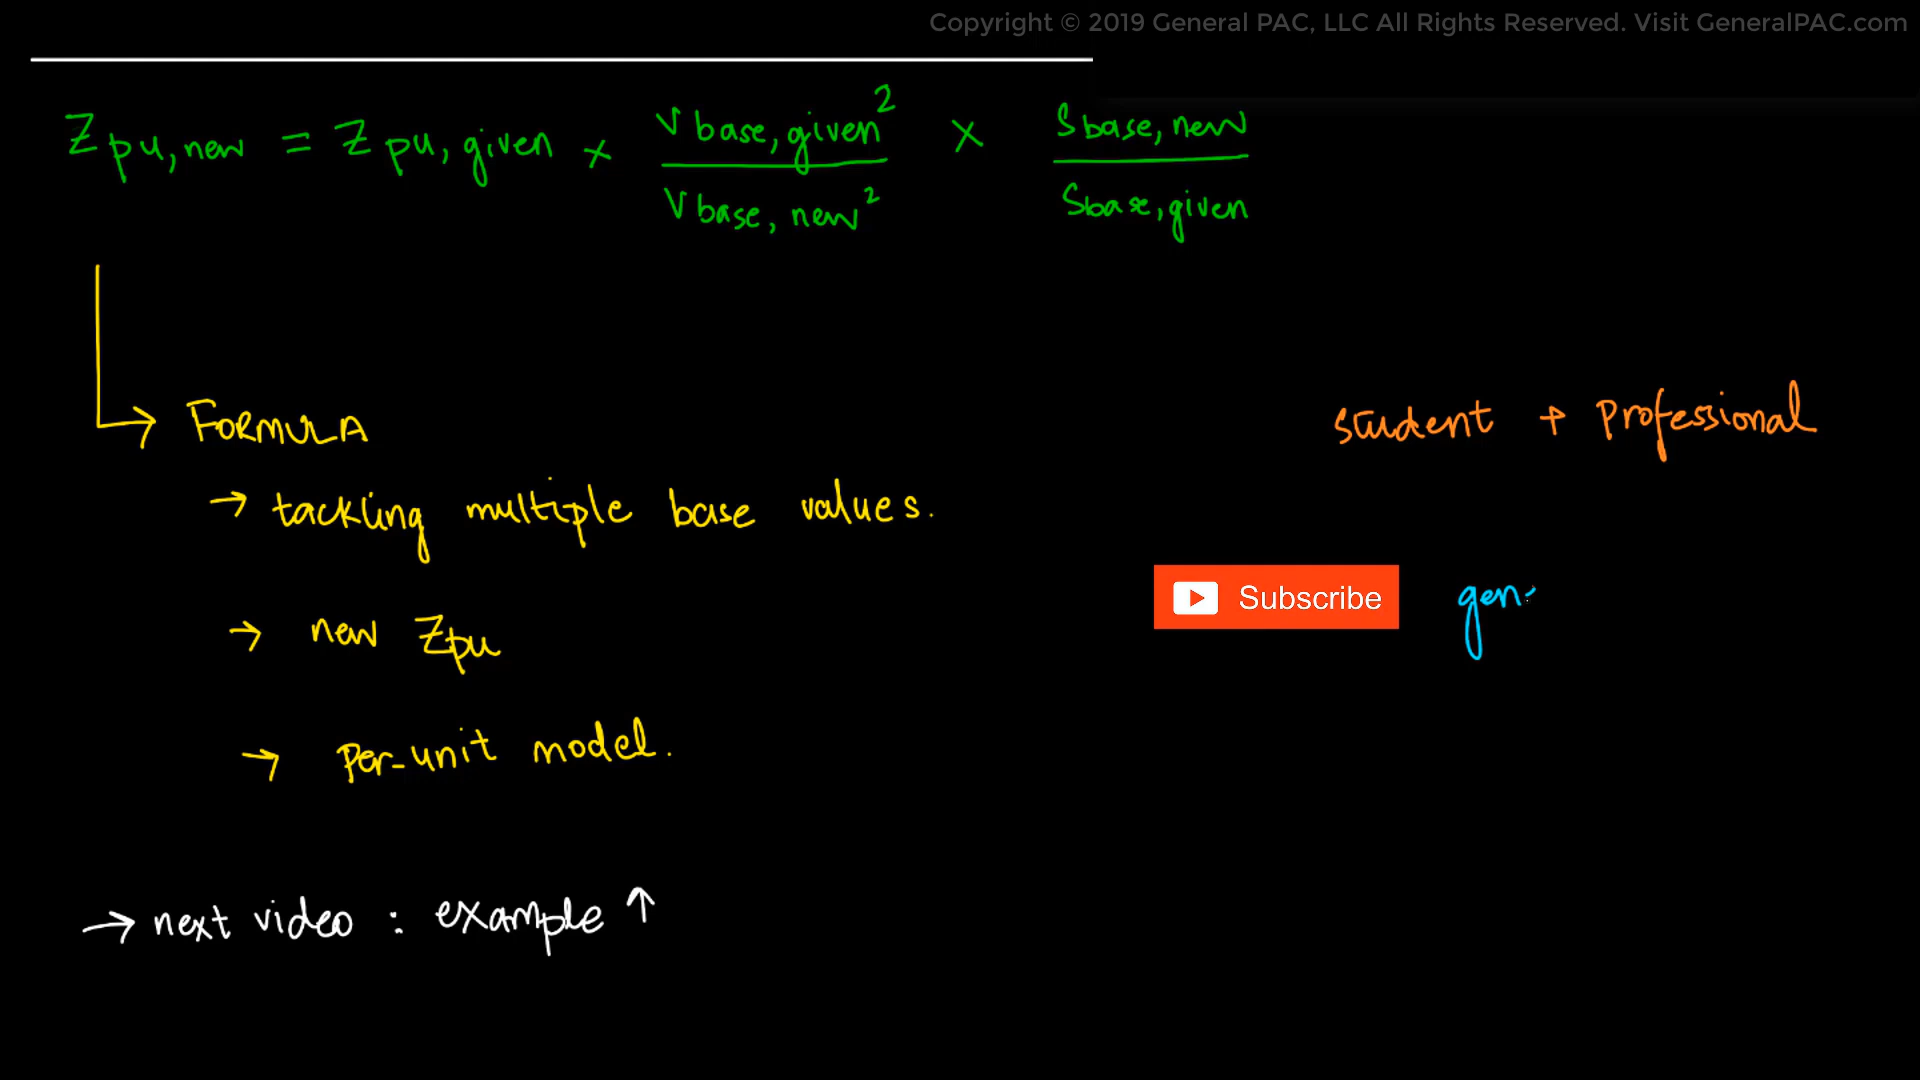 Copyright © 2019 General PAC, LLC All Rights Reserved. Visit GeneralPAC.com
Zpu,new = Zpu,given × Vbase,given² / Vbase,new² × Sbase,new / Sbase,given
→ FORMULA
student + Professional
→ tackling multiple base values.
Subscribe gen
→ new Zpu
→ Per-unit model.
→ next video : example ↑